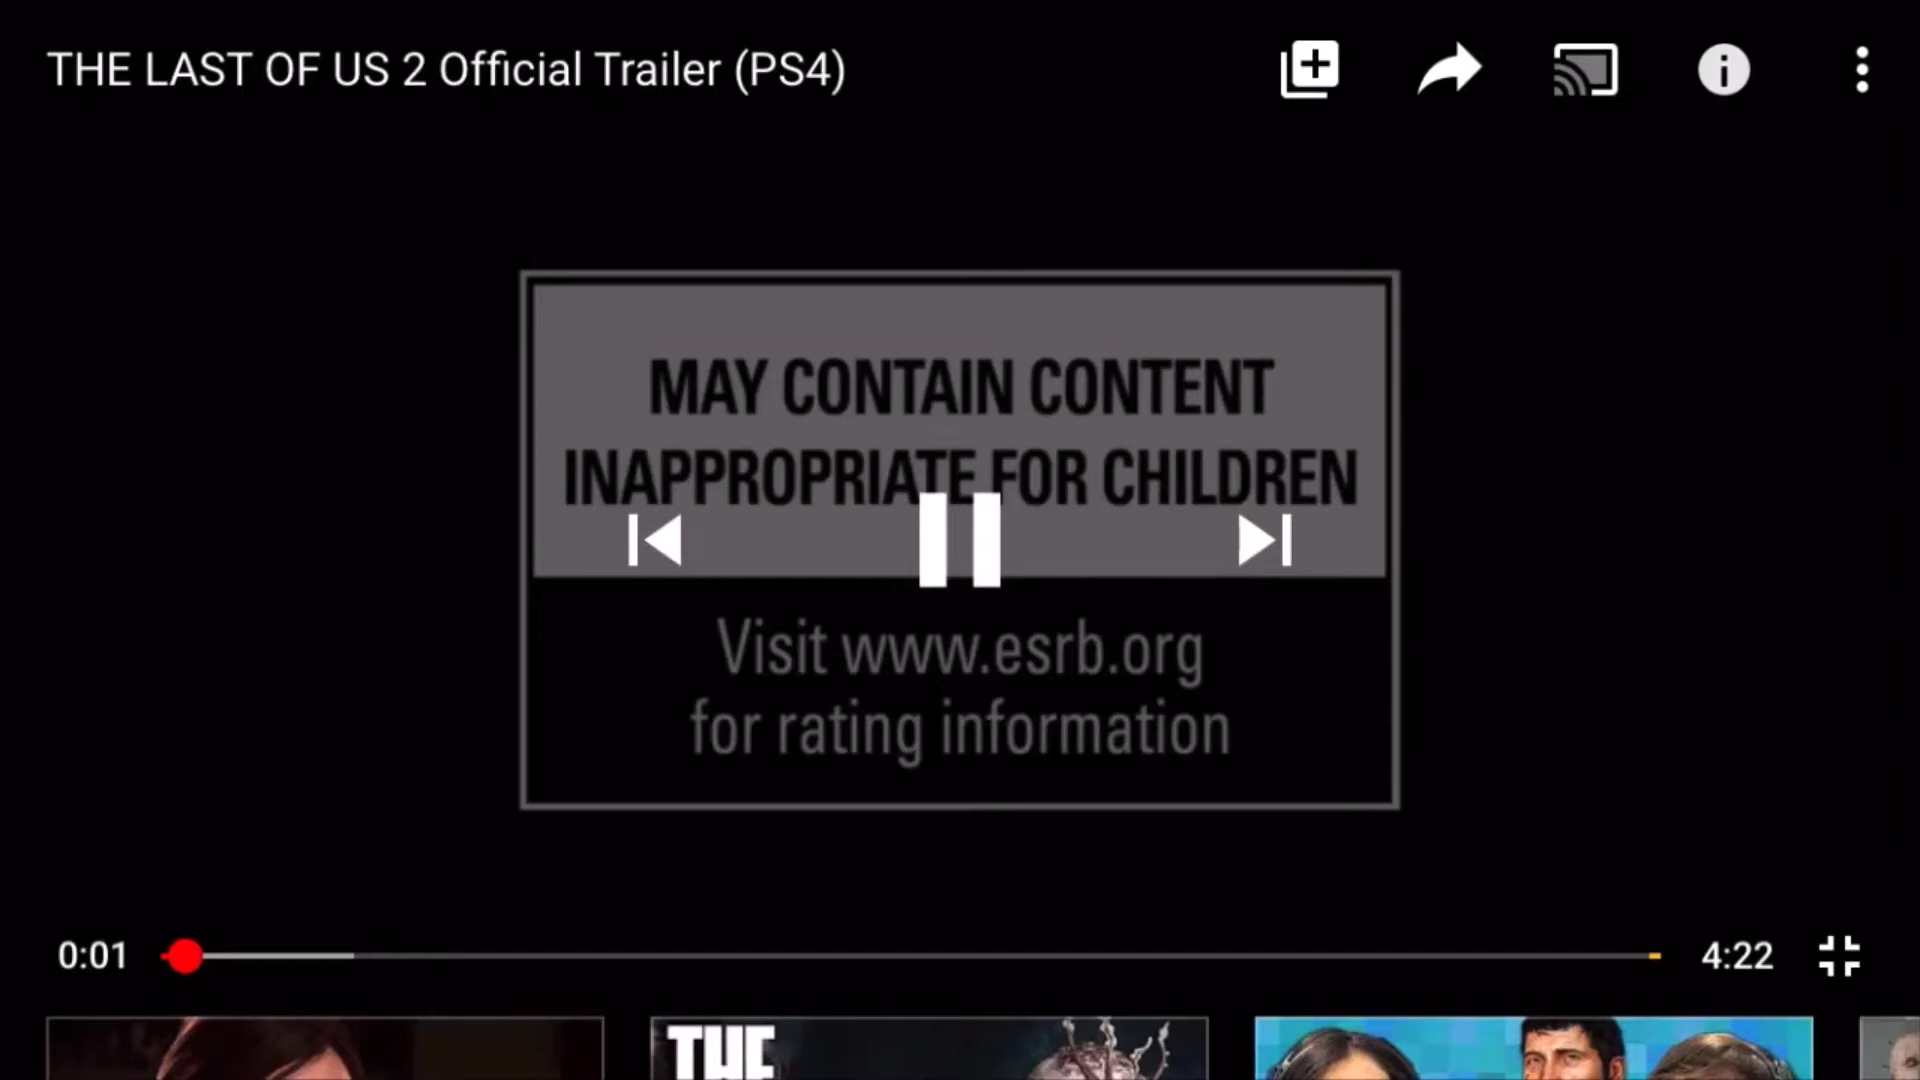 THE LAST OF US 2 Official Trailer (PS4)
MAY CONTAIN CONTENT
INAPPROPRIATE FOR CHILDREN
Visit www.esrb.org
for rating information
0:01
4:22
THE